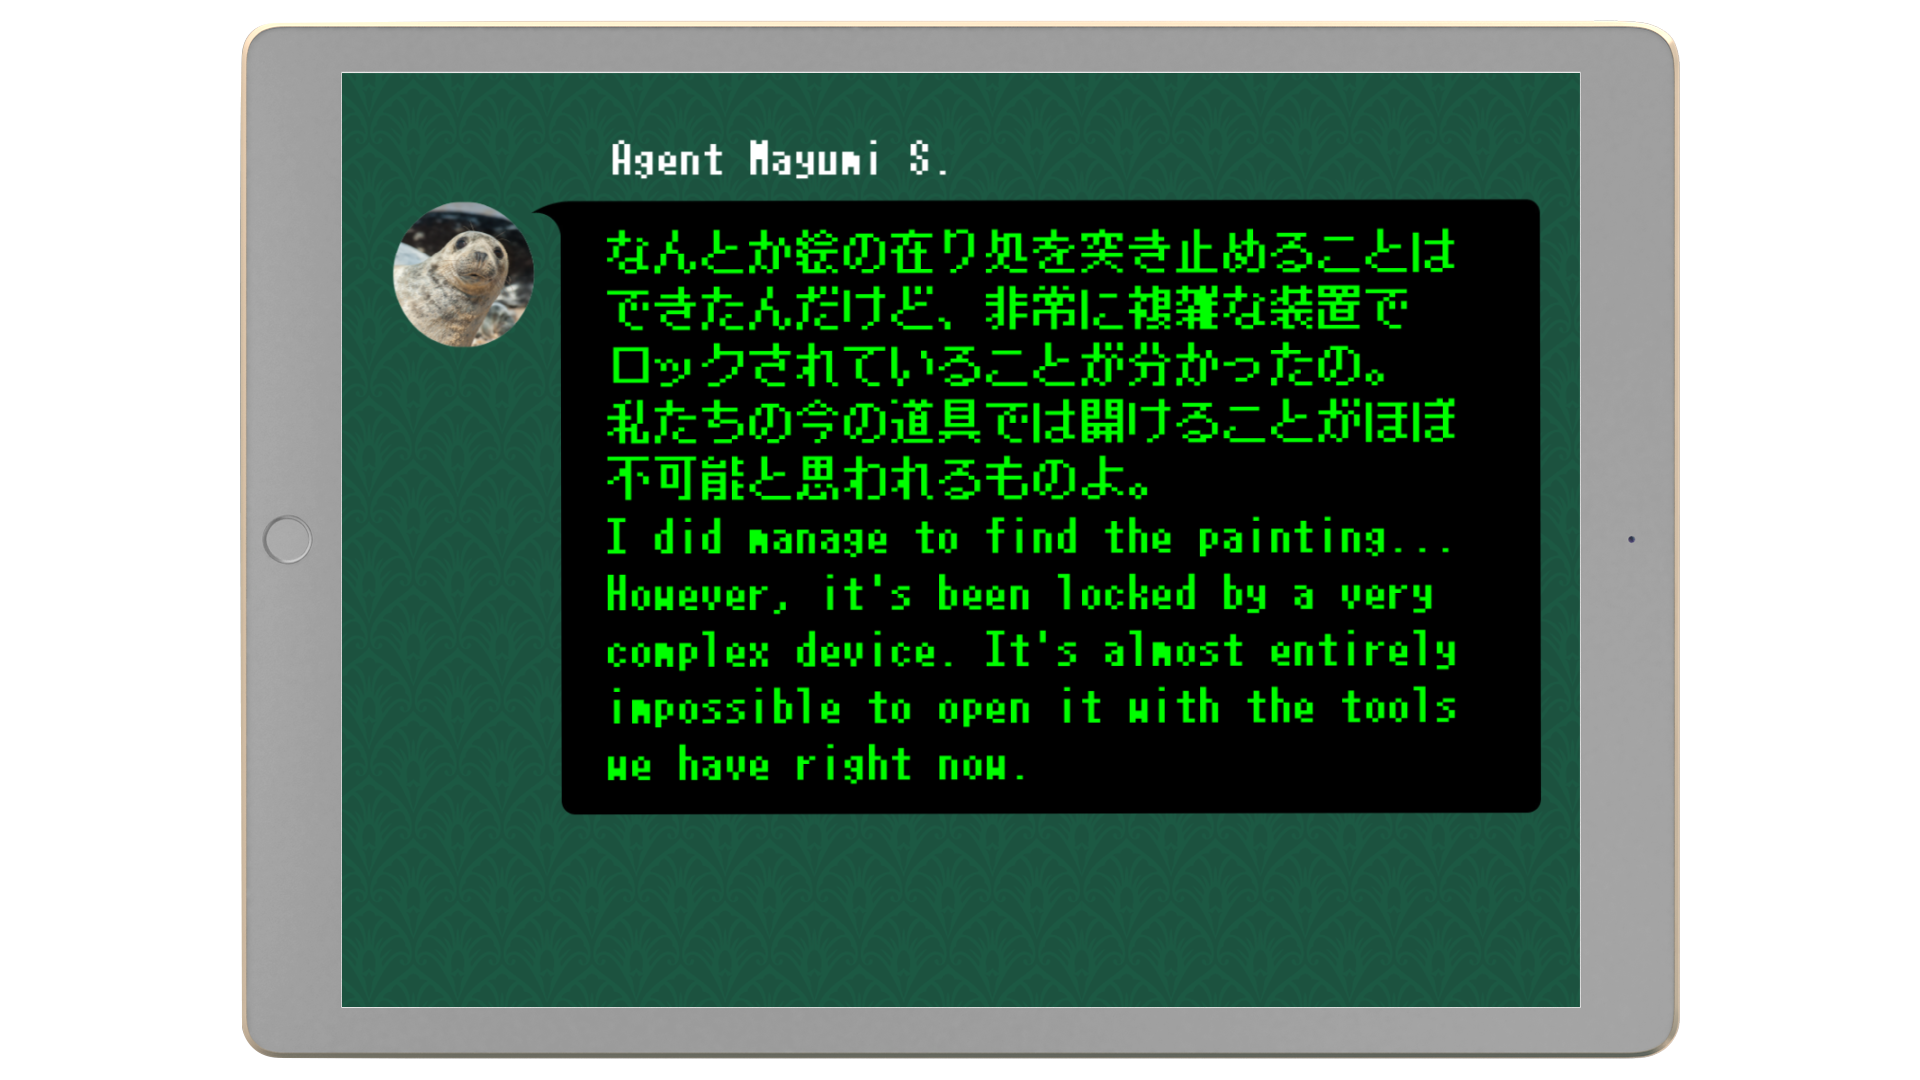 Agent Mayumi S.
なんとか絵の在り処を突き止めることは
できたんだけど、非常に複雑な装置で
ロックされていることが分かったの。
私たちの今の道具では開けることがほぼ
不可能と思われるものよ。
I did manage to find the painting...
However, it's been locked by a very
complex device. It's almost entirely
impossible to open it with the tools
we have right now.